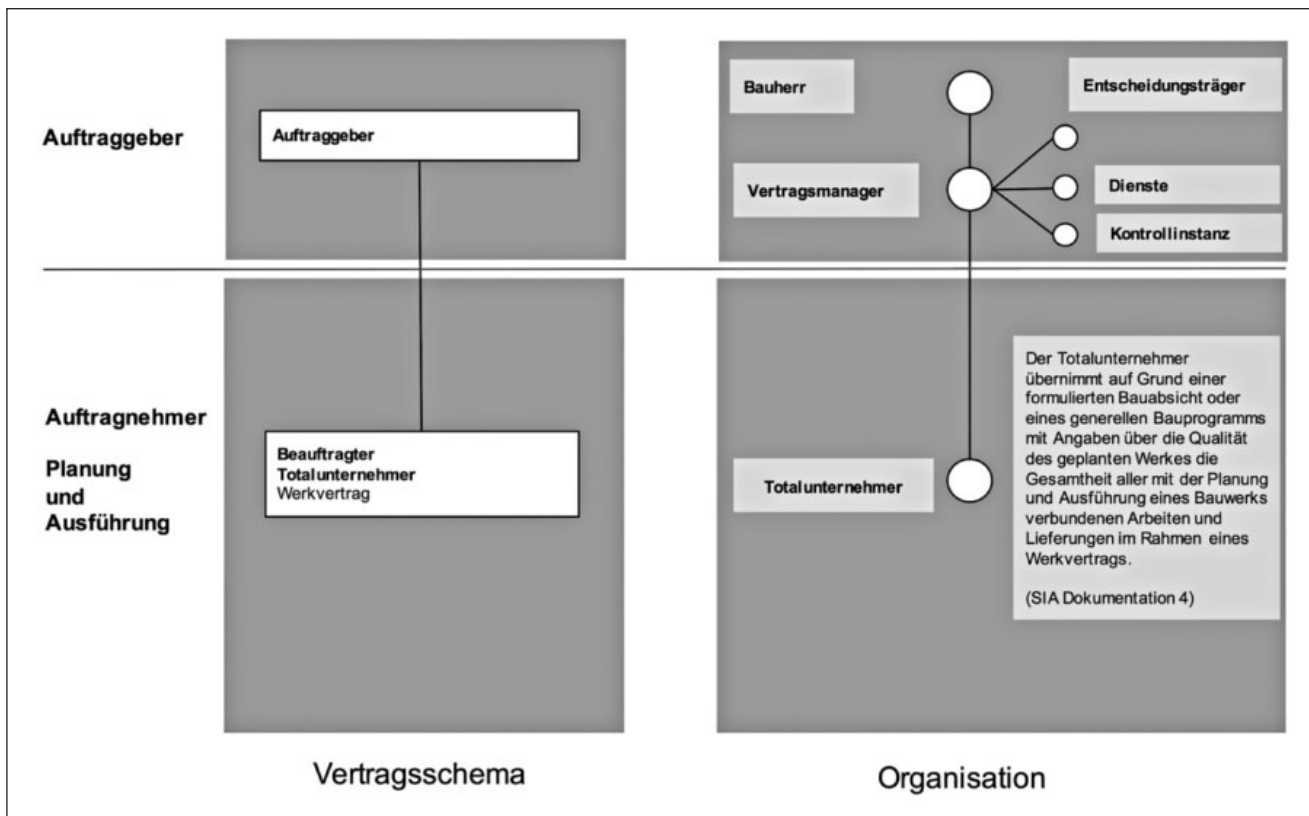 Auftraggeber
Auftraggeber
Bauherr
Entscheidungsträger
Vertragsmanager
Dienste
Kontrollinstanz
Auftragnehmer
Planung
und
Ausführung
Beauftragter
Totalunternehmer
Werkvertrag
Totalunternehmer
Der Totalunternehmer
übernimmt auf Grund einer
formulierten Bauabsicht oder
eines generellen Bauprogramms
mit Angaben über die Qualität
des geplanten Werkes die
Gesamtheit aller mit der Planung
und Ausführung eines Bauwerks
verbundenen Arbeiten und
Lieferungen im Rahmen eines
Werkvertrags.
(SIA Dokumentation 4)
Vertragsschema
Organisation